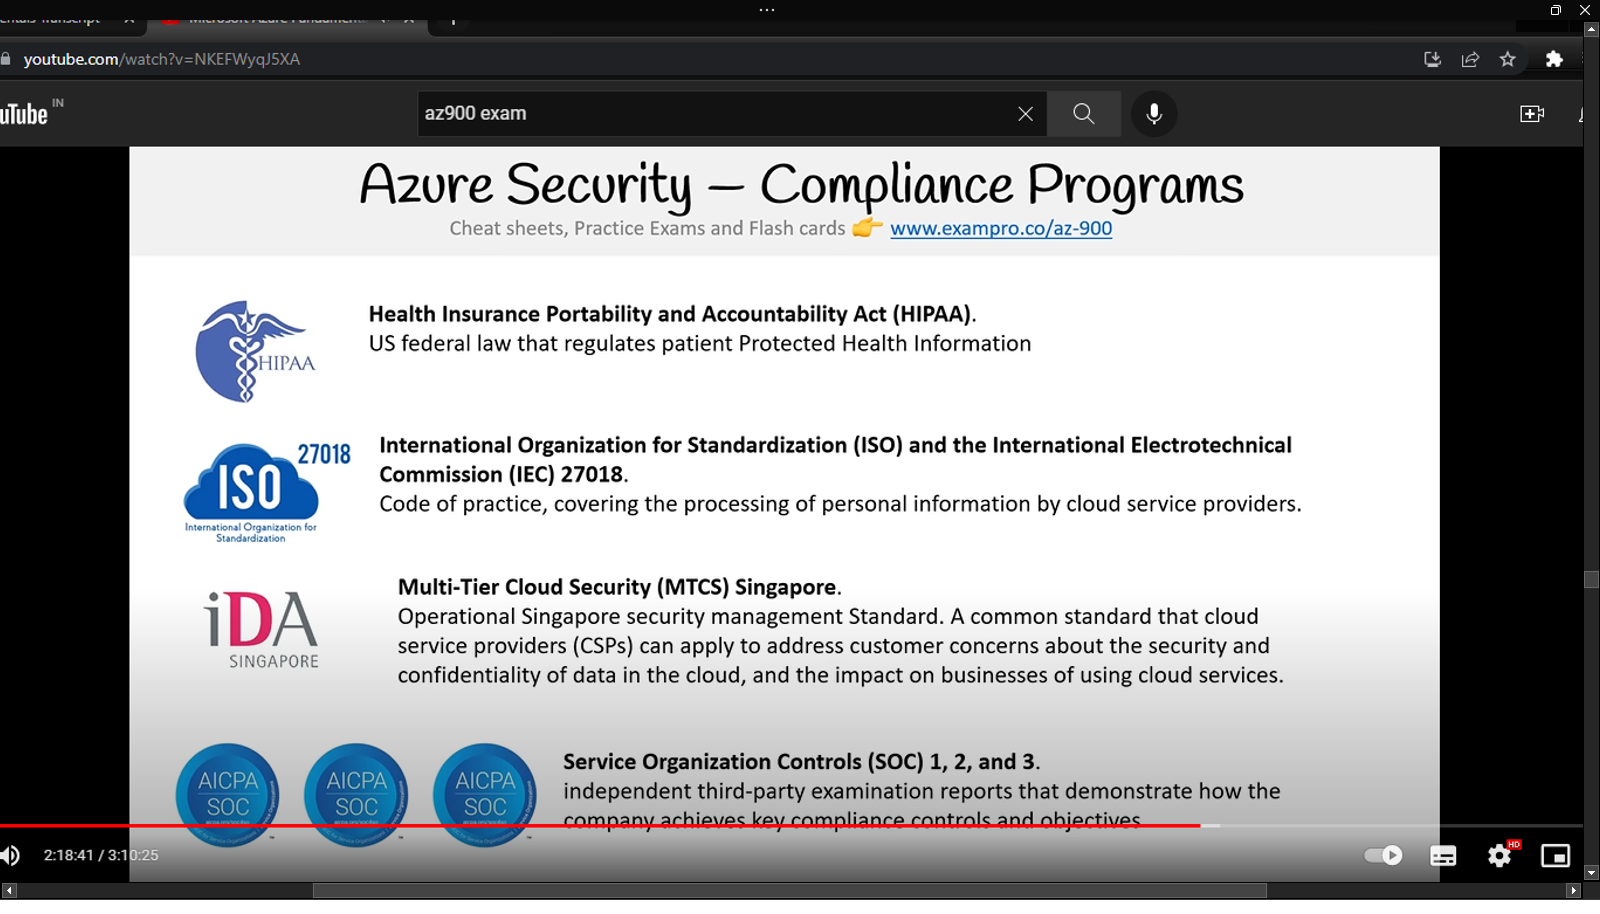 youtube.com/watch?v=NKEFWyqJ5XA
uTube IN
az900 exam
Azure Security – Compliance Programs
Cheat sheets, Practice Exams and Flash cards 👉 www.exampro.co/az-900
HIPAA
Health Insurance Portability and Accountability Act (HIPAA).
US federal law that regulates patient Protected Health Information
27018
ISO
International Organization for
Standardization
International Organization for Standardization (ISO) and the International Electrotechnical
Commission (IEC) 27018.
Code of practice, covering the processing of personal information by cloud service providers.
iDA
SINGAPORE
Multi-Tier Cloud Security (MTCS) Singapore.
Operational Singapore security management Standard. A common standard that cloud
service providers (CSPs) can apply to address customer concerns about the security and
confidentiality of data in the cloud, and the impact on businesses of using cloud services.
AICPA
SOC
AICPA
SOC
AICPA
SOC
Service Organization Controls (SOC) 1, 2, and 3.
independent third-party examination reports that demonstrate how the
company achieves key compliance controls and objectives
2:18:41 / 3:10:25
HD